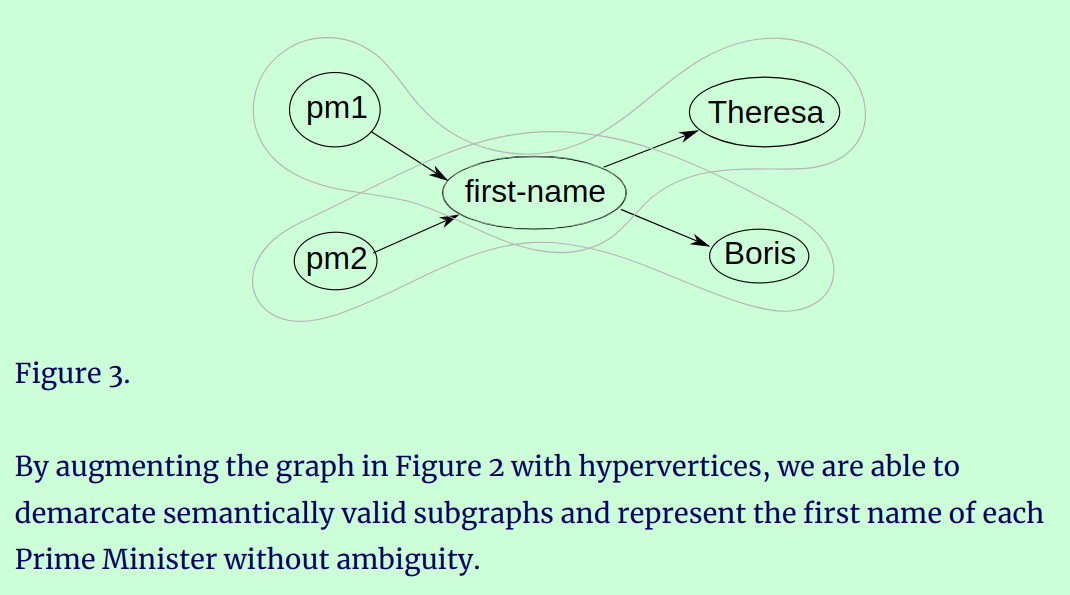 pm1
Theresa
first-name
pm2
Boris
Figure 3.
By augmenting the graph in Figure 2 with hypervertices, we are able to
demarcate semantically valid subgraphs and represent the first name of each
Prime Minister without ambiguity.